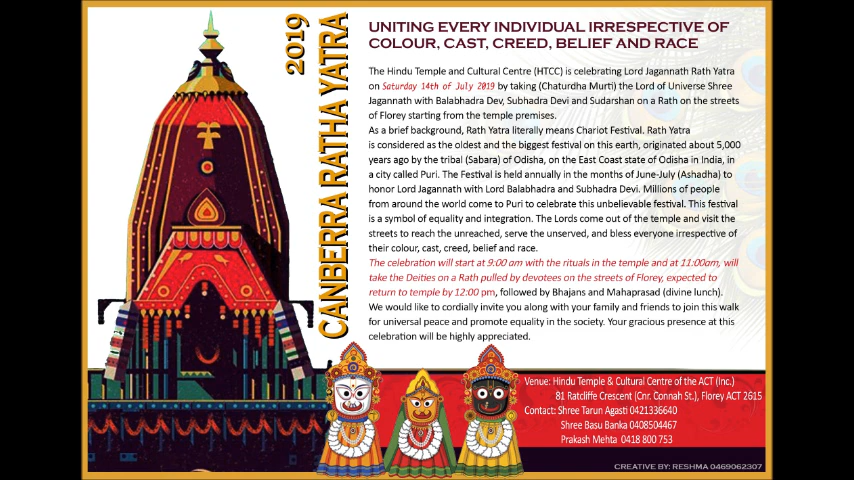 2019
CANBERRA RATHA YATRA
UNITING EVERY INDIVIDUAL IRRESPECTIVE OF
COLOUR, CAST, CREED, BELIEF AND RACE
The Hindu Temple and Cultural Centre (HTCC) is celebrating Lord Jagannath Rath Yatra
on Saturday 14th of July 2019 by taking (Chaturdha Murti) the Lord of Universe Shree
Jagannath with Balabhadra Dev, Subhadra Devi and Sudarshan on a Rath on the streets
of Florey starting from the temple premises.
As a brief background, Rath Yatra literally means Chariot Festival. Rath Yatra
is considered as the oldest and the biggest festival on this earth, originated about 5,000
years ago by the tribal (Sabara) of Odisha, on the East Coast state of Odisha in India, in
a city called Puri. The Festival is held annually in the months of June-July (Ashadha) to
honor Lord Jagannath with Lord Balabhadra and Subhadra Devi. Millions of people
from around the world come to Puri to celebrate this unbelievable festival. This festival
is a symbol of equality and integration. The Lords come out of the temple and visit the
streets to reach the unreached, serve the unserved, and bless everyone irrespective of
their colour, cast, creed, belief and race.
The celebration will start at 9:00 am with the rituals in the temple and at 11:00am, will
take the Deities on a Rath pulled by devotees on the streets of Florey, expected to
return to temple by 12:00 pm, followed by Bhajans and Mahaprasad (divine lunch).
We would like to cordially invite you along with your family and friends to join this walk
for universal peace and promote equality in the society. Your gracious presence at this
celebration will be highly appreciated.
Venue: Hindu Temple & Cultural Centre of the ACT (Inc.)
81 Ratcliffe Crescent (Cnr. Connah St.), Florey ACT 2615
Contact: Shree Tarun Agasti 0421336640
Shree Basu Banka 0408504467
Prakash Mehta 0418 800 753
CREATIVE BY: RESHMA 0469062307